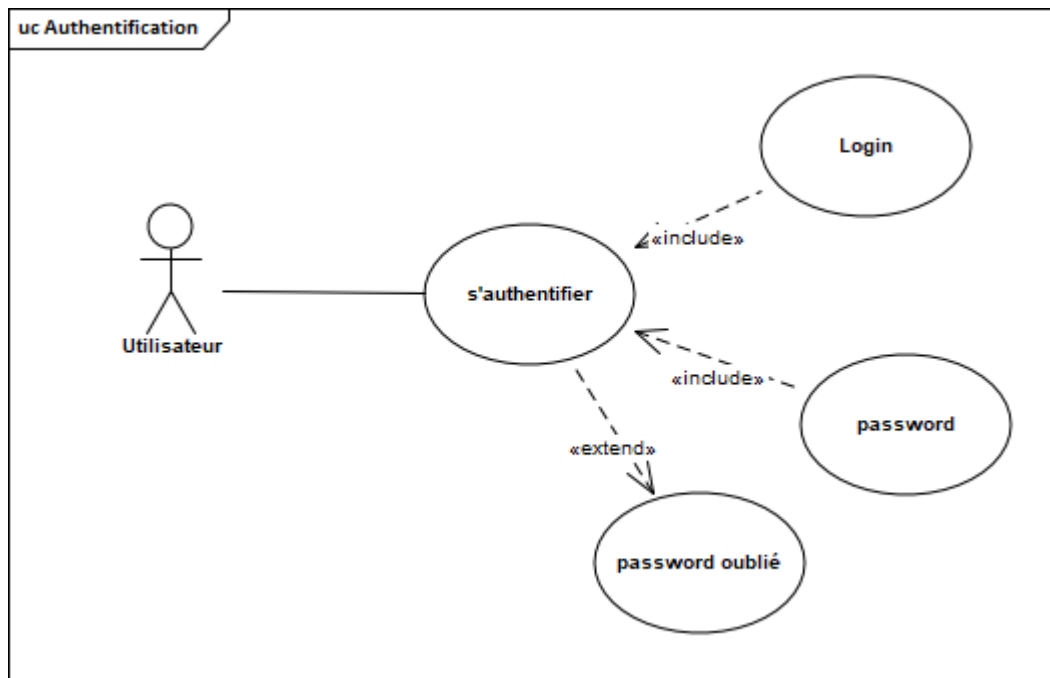 uc Authentification
Login
«include»
s'authentifier
Utilisateur
«include»
password
«extend»
password oublié